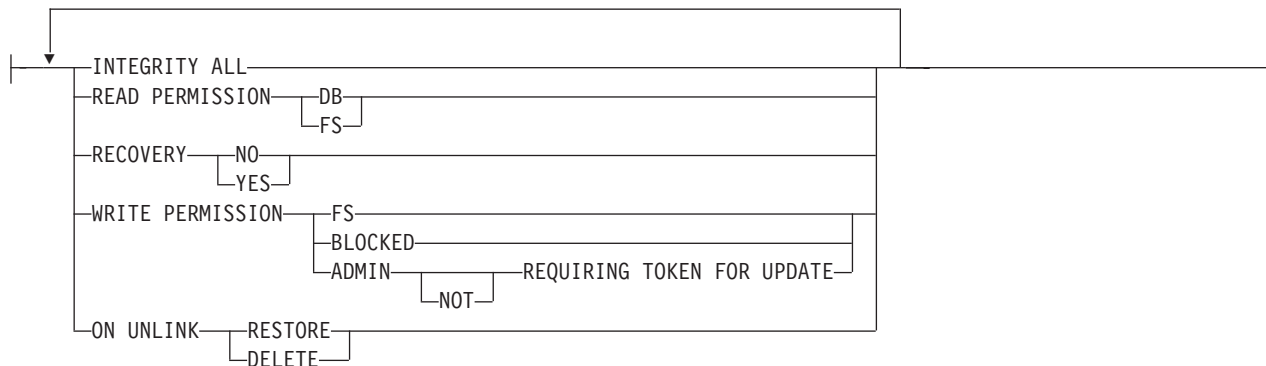 INTEGRITY ALL
READ PERMISSION DB
FS
RECOVERY NO
YES
WRITE PERMISSION FS
BLOCKED
ADMIN REQUIRING TOKEN FOR UPDATE
NOT
ON UNLINK RESTORE
DELETE